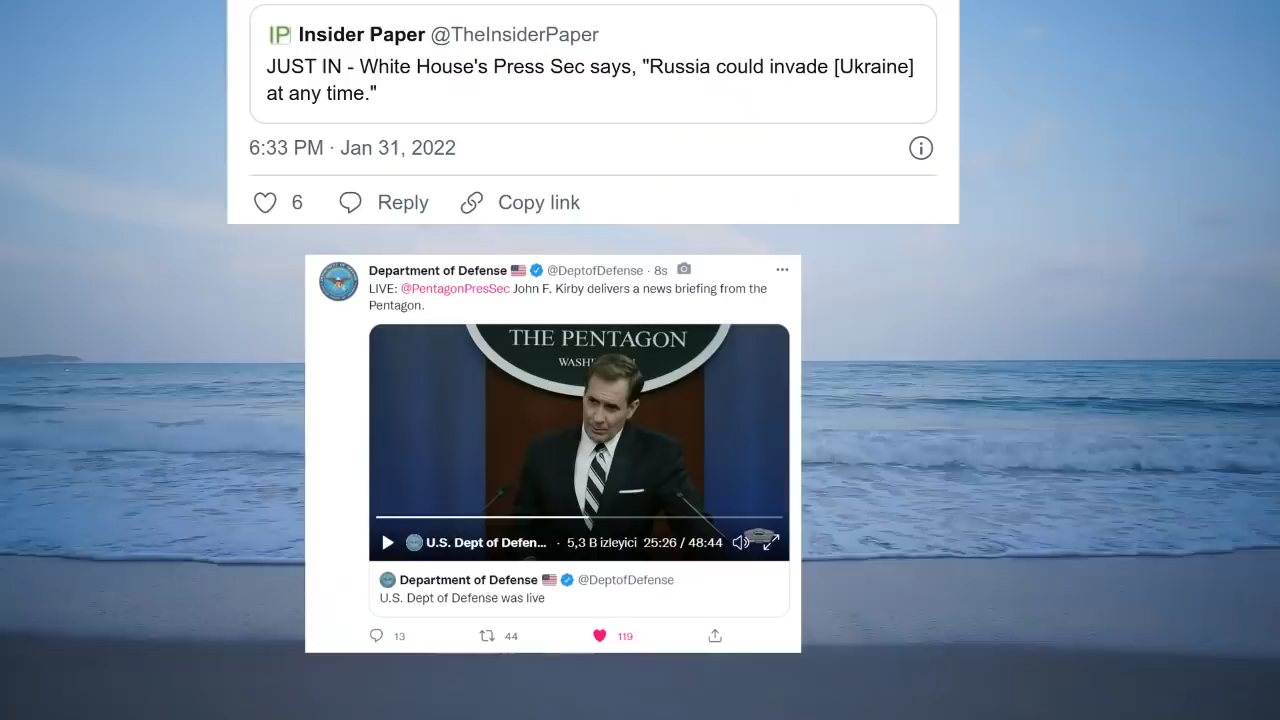 Insider Paper @TheInsiderPaper
JUST IN - White House's Press Sec says, "Russia could invade [Ukraine]
at any time."
6:33 PM · Jan 31, 2022
6 Reply Copy link
Department of Defense @DeptofDefense · 8s
LIVE: @PentagonPresSec John F. Kirby delivers a news briefing from the
Pentagon.
THE PENTAGON
U.S. Dept of Defen... · 5,3 B izleyici 25:26 / 48:44
Department of Defense @DeptofDefense
U.S. Dept of Defense was live
13 44 119